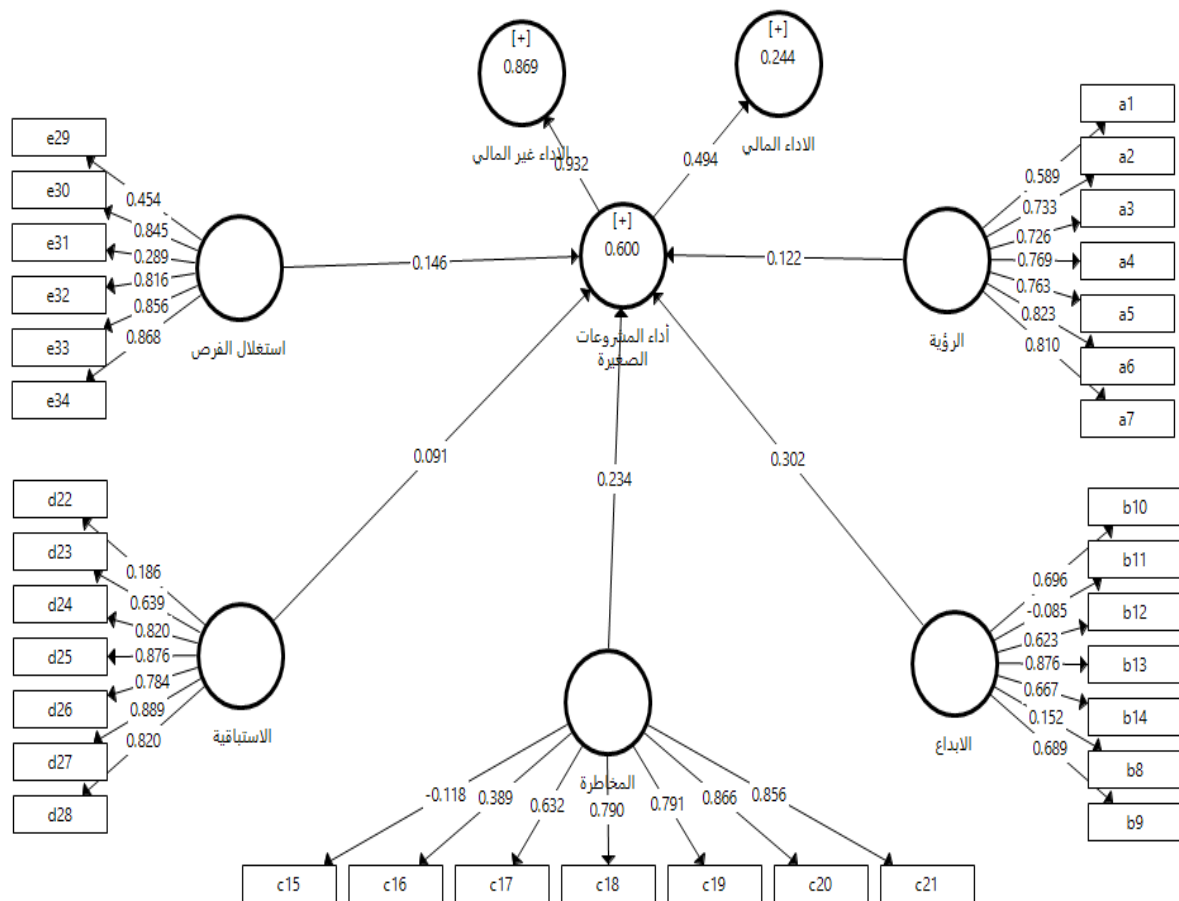 [+]
0.869
[+]
0.244
الاداء غير المالي
الاداء المالي
0.932
0.494
e29
e30
e31
e32
e33
e34
0.454
0.845
0.289
0.816
0.856
0.868
استغلال الفرص
0.146
[+]
0.600
أداء المشروعات
الصغيرة
0.122
الرؤية
a1
a2
a3
a4
a5
a6
a7
0.589
0.733
0.726
0.769
0.763
0.823
0.810
0.091
0.234
0.302
d22
d23
d24
d25
d26
d27
d28
0.186
0.639
0.820
0.876
0.784
0.889
0.820
الاستباقية
المخاطرة
-0.118
0.389
0.632
0.790
0.791
0.866
0.856
c15
c16
c17
c18
c19
c20
c21
الابداع
0.696
-0.085
0.623
0.876
0.667
0.152
0.689
b10
b11
b12
b13
b14
b8
b9